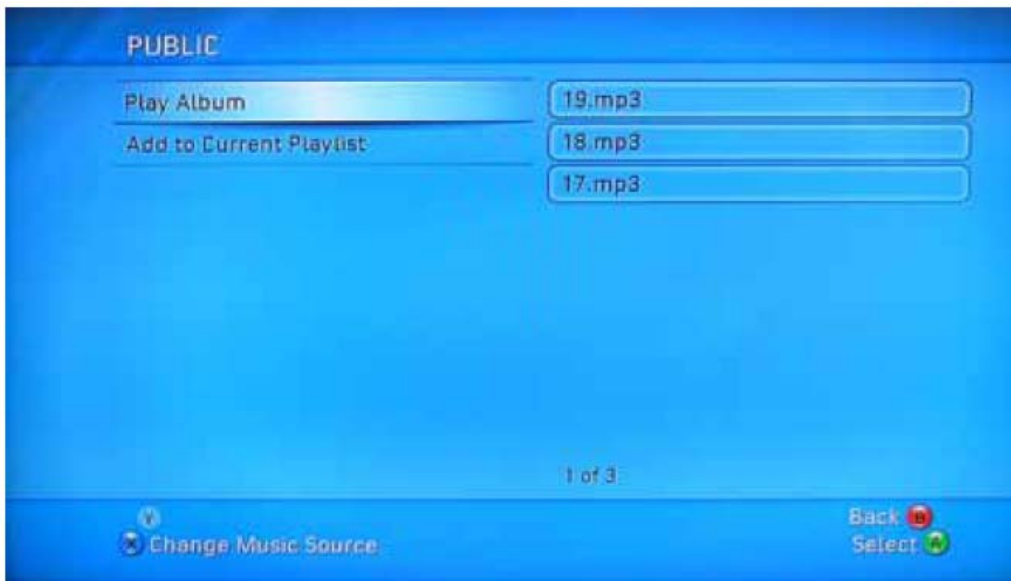 PUBLIC
Play Album
Add to Current Playlist
19.mp3
18.mp3
17.mp3
1 of 3
Y
X Change Music Source
Back B
Select A